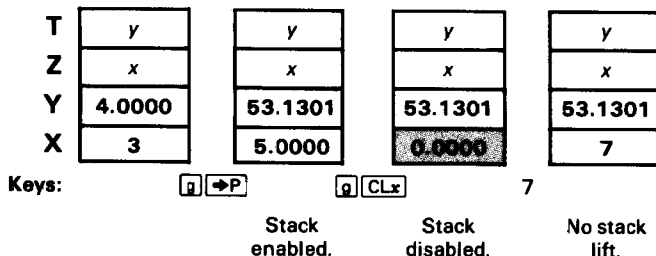 T y y y y
Z x x x x
Y 4.0000 53.1301 53.1301 53.1301
X 3 5.0000 0.0000 7
Keys: g →P g CLx 7
Stack enabled. Stack disabled. No stack lift.